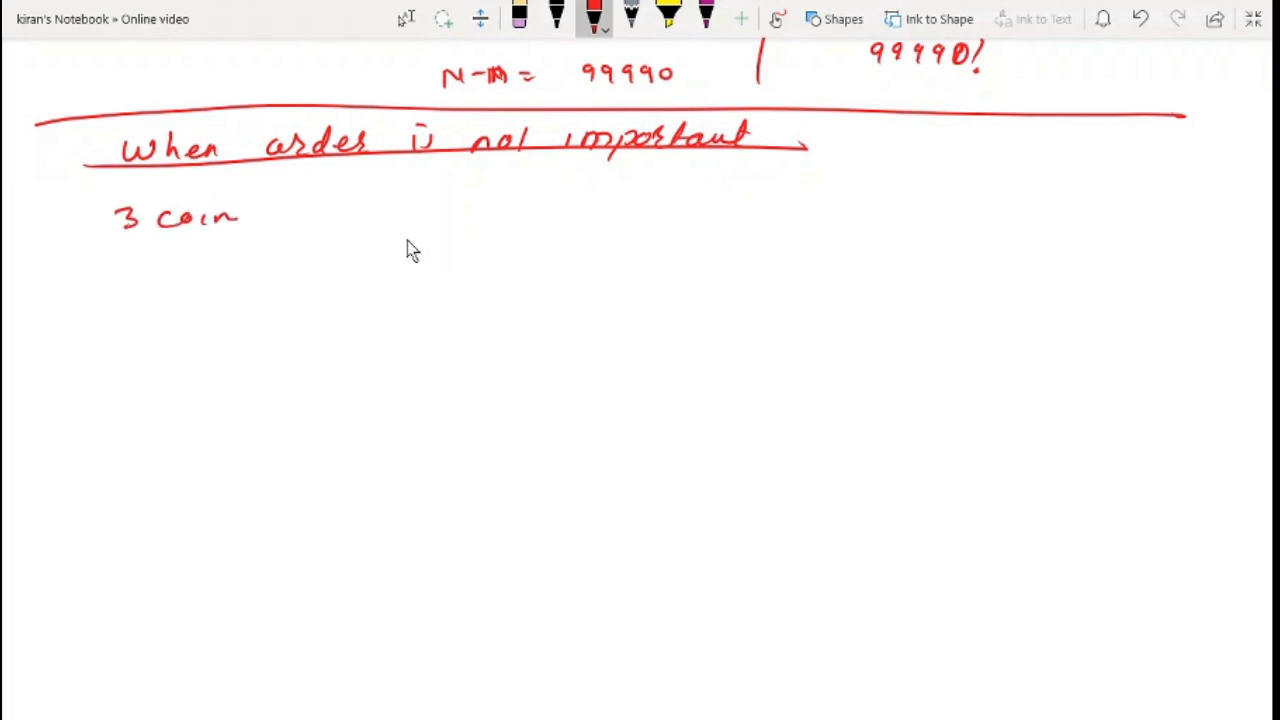 kiran's Notebook » Online video
Shapes
Ink to Shape
Ink to Text
99990!
N-n = 99990
When order is not important
3 coin